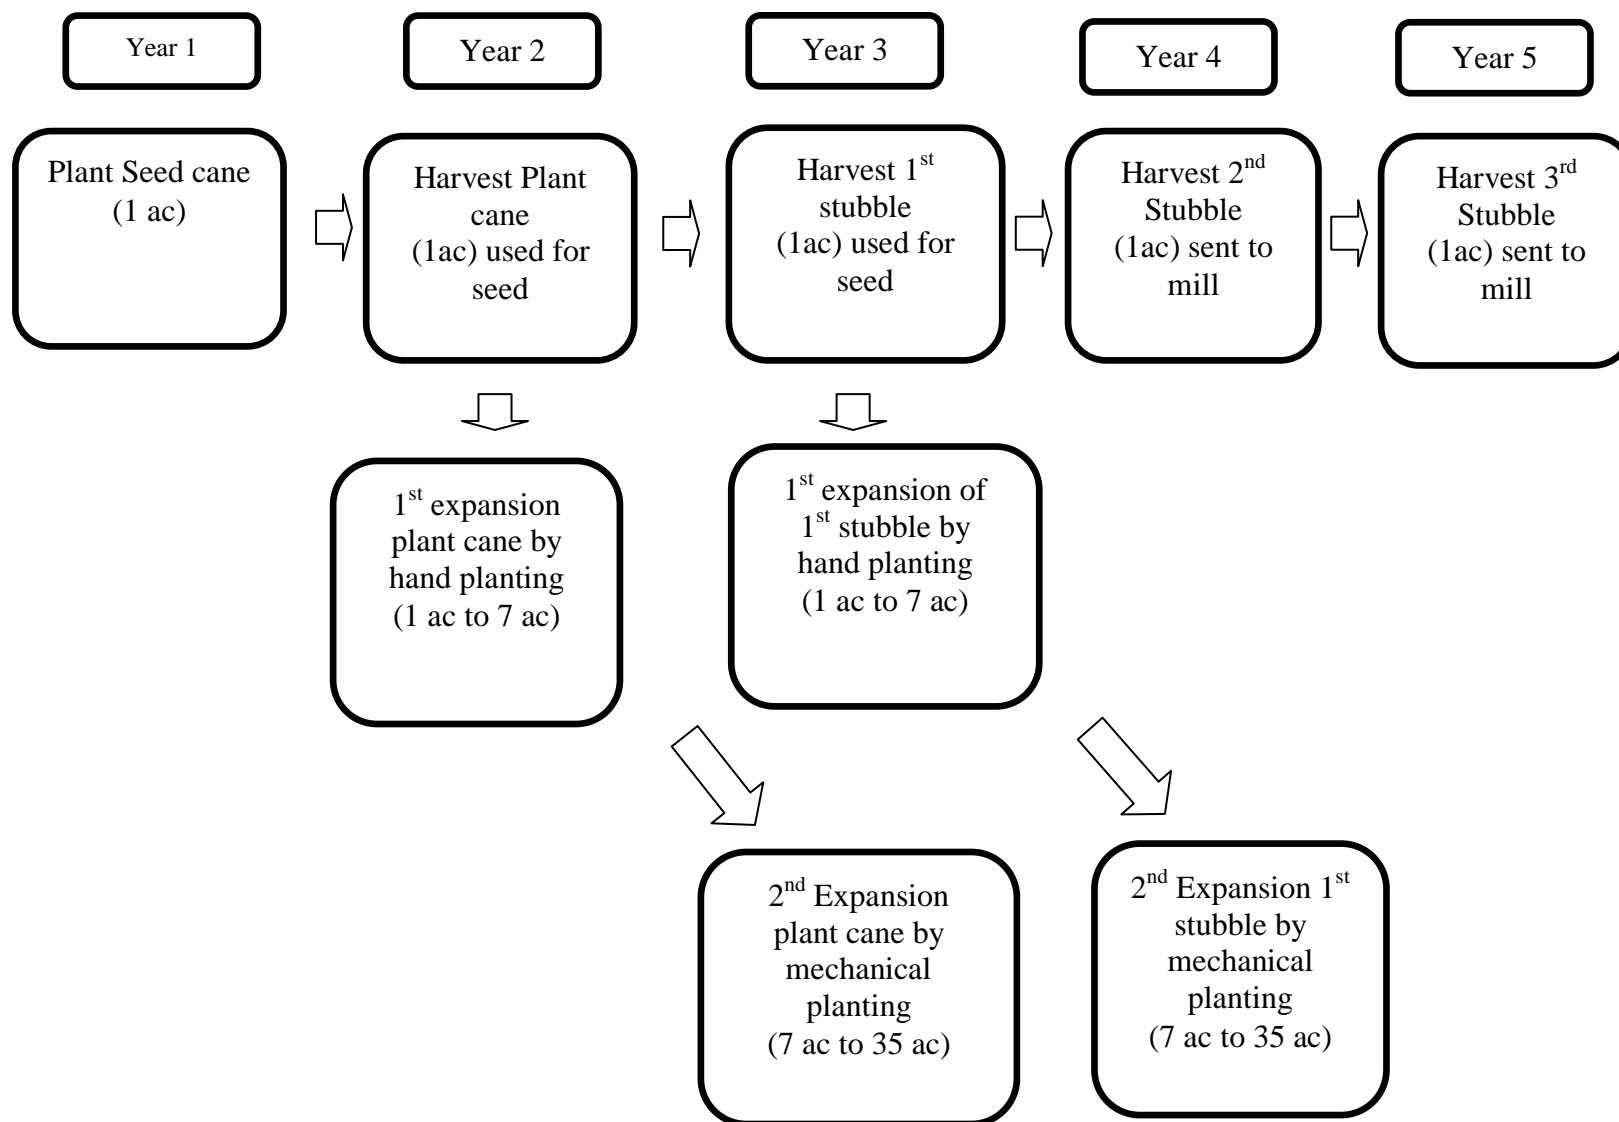 Year 1
Year 2
Year 3
Year 4
Year 5
Plant Seed cane
(1 ac)
Harvest Plant
cane
(1ac) used for
seed
Harvest 1st
stubble
(1ac) used for
seed
Harvest 2nd
Stubble
(1ac) sent to
mill
Harvest 3rd
Stubble
(1ac) sent to
mill
1st expansion
plant cane by
hand planting
(1 ac to 7 ac)
1st expansion of
1st stubble by
hand planting
(1 ac to 7 ac)
2nd Expansion
plant cane by
mechanical
planting
(7 ac to 35 ac)
2nd Expansion 1st
stubble by
mechanical
planting
(7 ac to 35 ac)